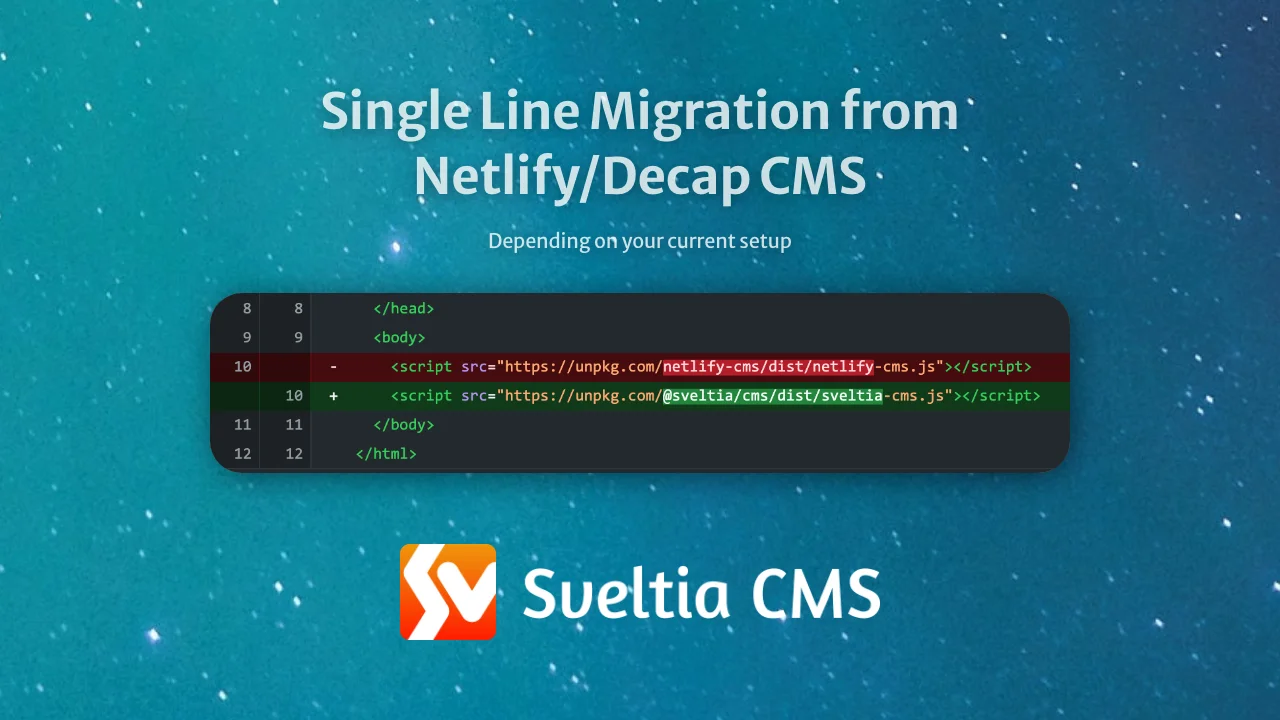 Single Line Migration from
Netlify/Decap CMS
Depending on your current setup
8 8 </head>
9 9 <body>
10 - <script src="https://unpkg.com/netlify-cms/dist/netlify-cms.js"></script>
10 + <script src="https://unpkg.com/@sveltia/cms/dist/sveltia-cms.js"></script>
11 11 </body>
12 12 </html>
Sveltia CMS